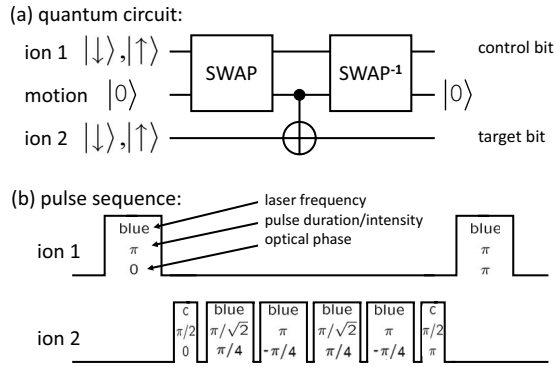 (a) quantum circuit:
ion 1 |↓⟩,|↑⟩ SWAP SWAP⁻¹ control bit
motion |0⟩ |0⟩
ion 2 |↓⟩,|↑⟩ target bit
(b) pulse sequence:
laser frequency
pulse duration/intensity
optical phase
ion 1
blue
π
0
blue
π
π
ion 2
c
π/2
0
blue
π/√2
π/4
blue
π
-π/4
blue
π/√2
π/4
blue
π
-π/4
c
π/2
π